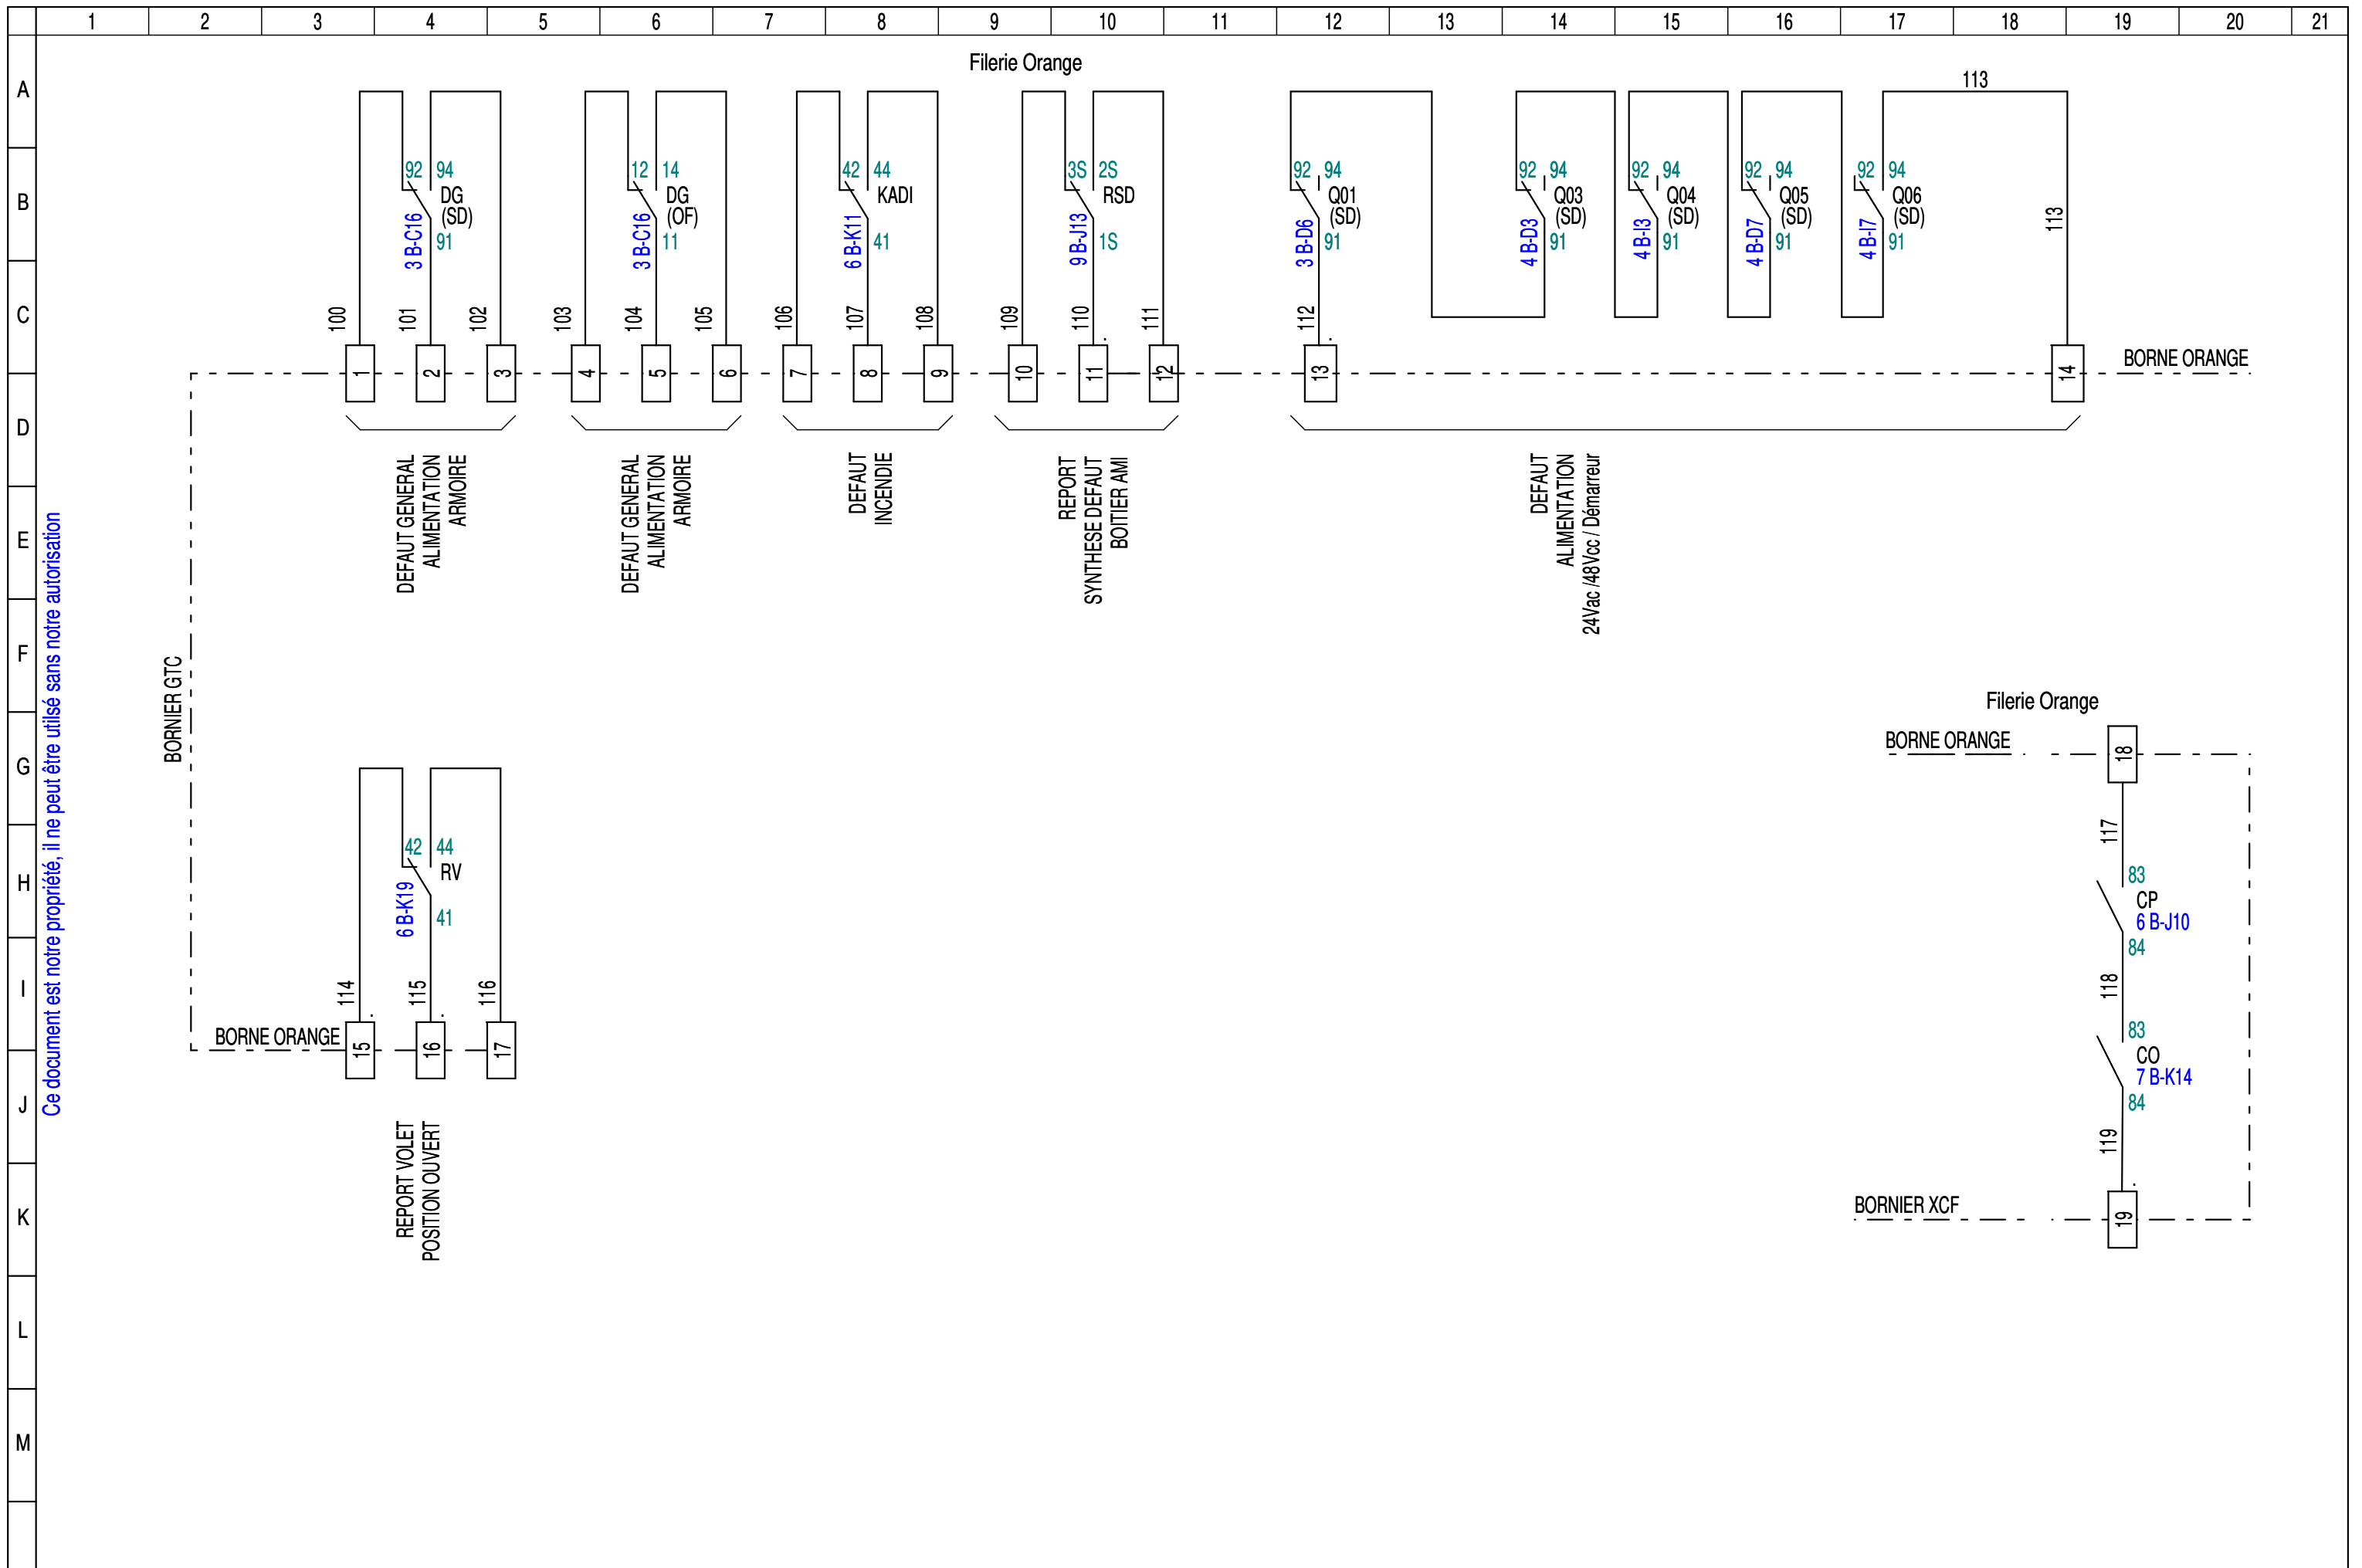 1 2 3 4 5 6 7 8 9 10 11 12 13 14 15 16 17 18 19 20 21
A
B
C
D
E
F
G
H
I
J
K
L
M
Ce document est notre propriété, il ne peut être utilsé sans notre autorisation
Filerie Orange
113
92 94
DG
(SD)
91
3 B-C16
12 14
DG
(OF)
11
3 B-C16
42 44
KADI
41
6 B-K11
3S 2S
RSD
1S
9 B-J13
92 94
Q01
(SD)
91
3 B-D6
92 94
Q03
(SD)
91
4 B-D3
92 94
Q04
(SD)
91
4 B-I3
92 94
Q05
(SD)
91
4 B-D7
92 94
Q06
(SD)
91
4 B-I7
113
100 101 102 103 104 105 106 107 108 109 110 111 112
1 2 3 4 5 6 7 8 9 10 11 12 13 14
BORNE ORANGE
DEFAUT GENERAL
ALIMENTATION
ARMOIRE
DEFAUT GENERAL
ALIMENTATION
ARMOIRE
DEFAUT
INCENDIE
REPORT
SYNTHESE DEFAUT
BOITIER AMI
DEFAUT
ALIMENTATION
24Vac /48Vcc / Démarreur
BORNIER GTC
42 44
RV
41
6 B-K19
114 115 116
BORNE ORANGE
15 16 17
REPORT VOLET
POSITION OUVERT
Filerie Orange
BORNE ORANGE
18
117
83
CP
6 B-J10
84
118
83
CO
7 B-K14
84
119
BORNIER XCF
19